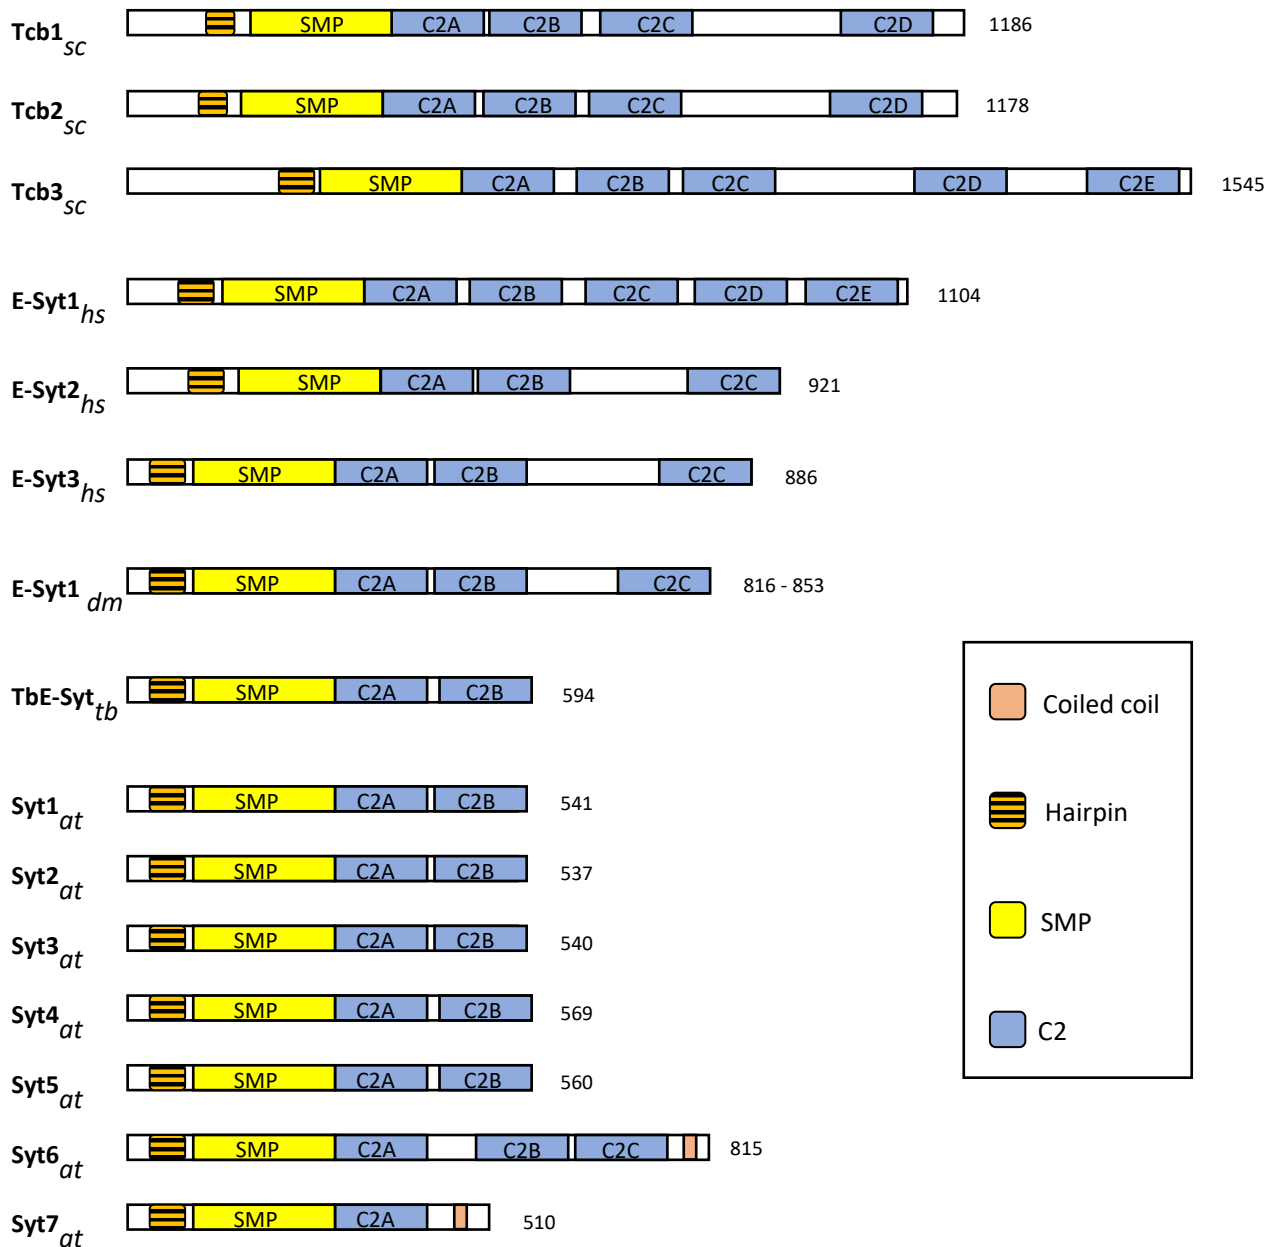 Tcb1sc SMP C2A C2B C2C C2D 1186
Tcb2sc SMP C2A C2B C2C C2D 1178
Tcb3sc SMP C2A C2B C2C C2D C2E 1545
E-Syt1hs SMP C2A C2B C2C C2D C2E 1104
E-Syt2hs SMP C2A C2B C2C 921
E-Syt3hs SMP C2A C2B C2C 886
E-Syt1 dm SMP C2A C2B C2C 816 - 853
TbE-Syttb SMP C2A C2B 594
Syt1at SMP C2A C2B 541
Syt2at SMP C2A C2B 537
Syt3at SMP C2A C2B 540
Syt4at SMP C2A C2B 569
Syt5at SMP C2A C2B 560
Syt6at SMP C2A C2B C2C 815
Syt7at SMP C2A 510
Coiled coil
Hairpin
SMP
C2